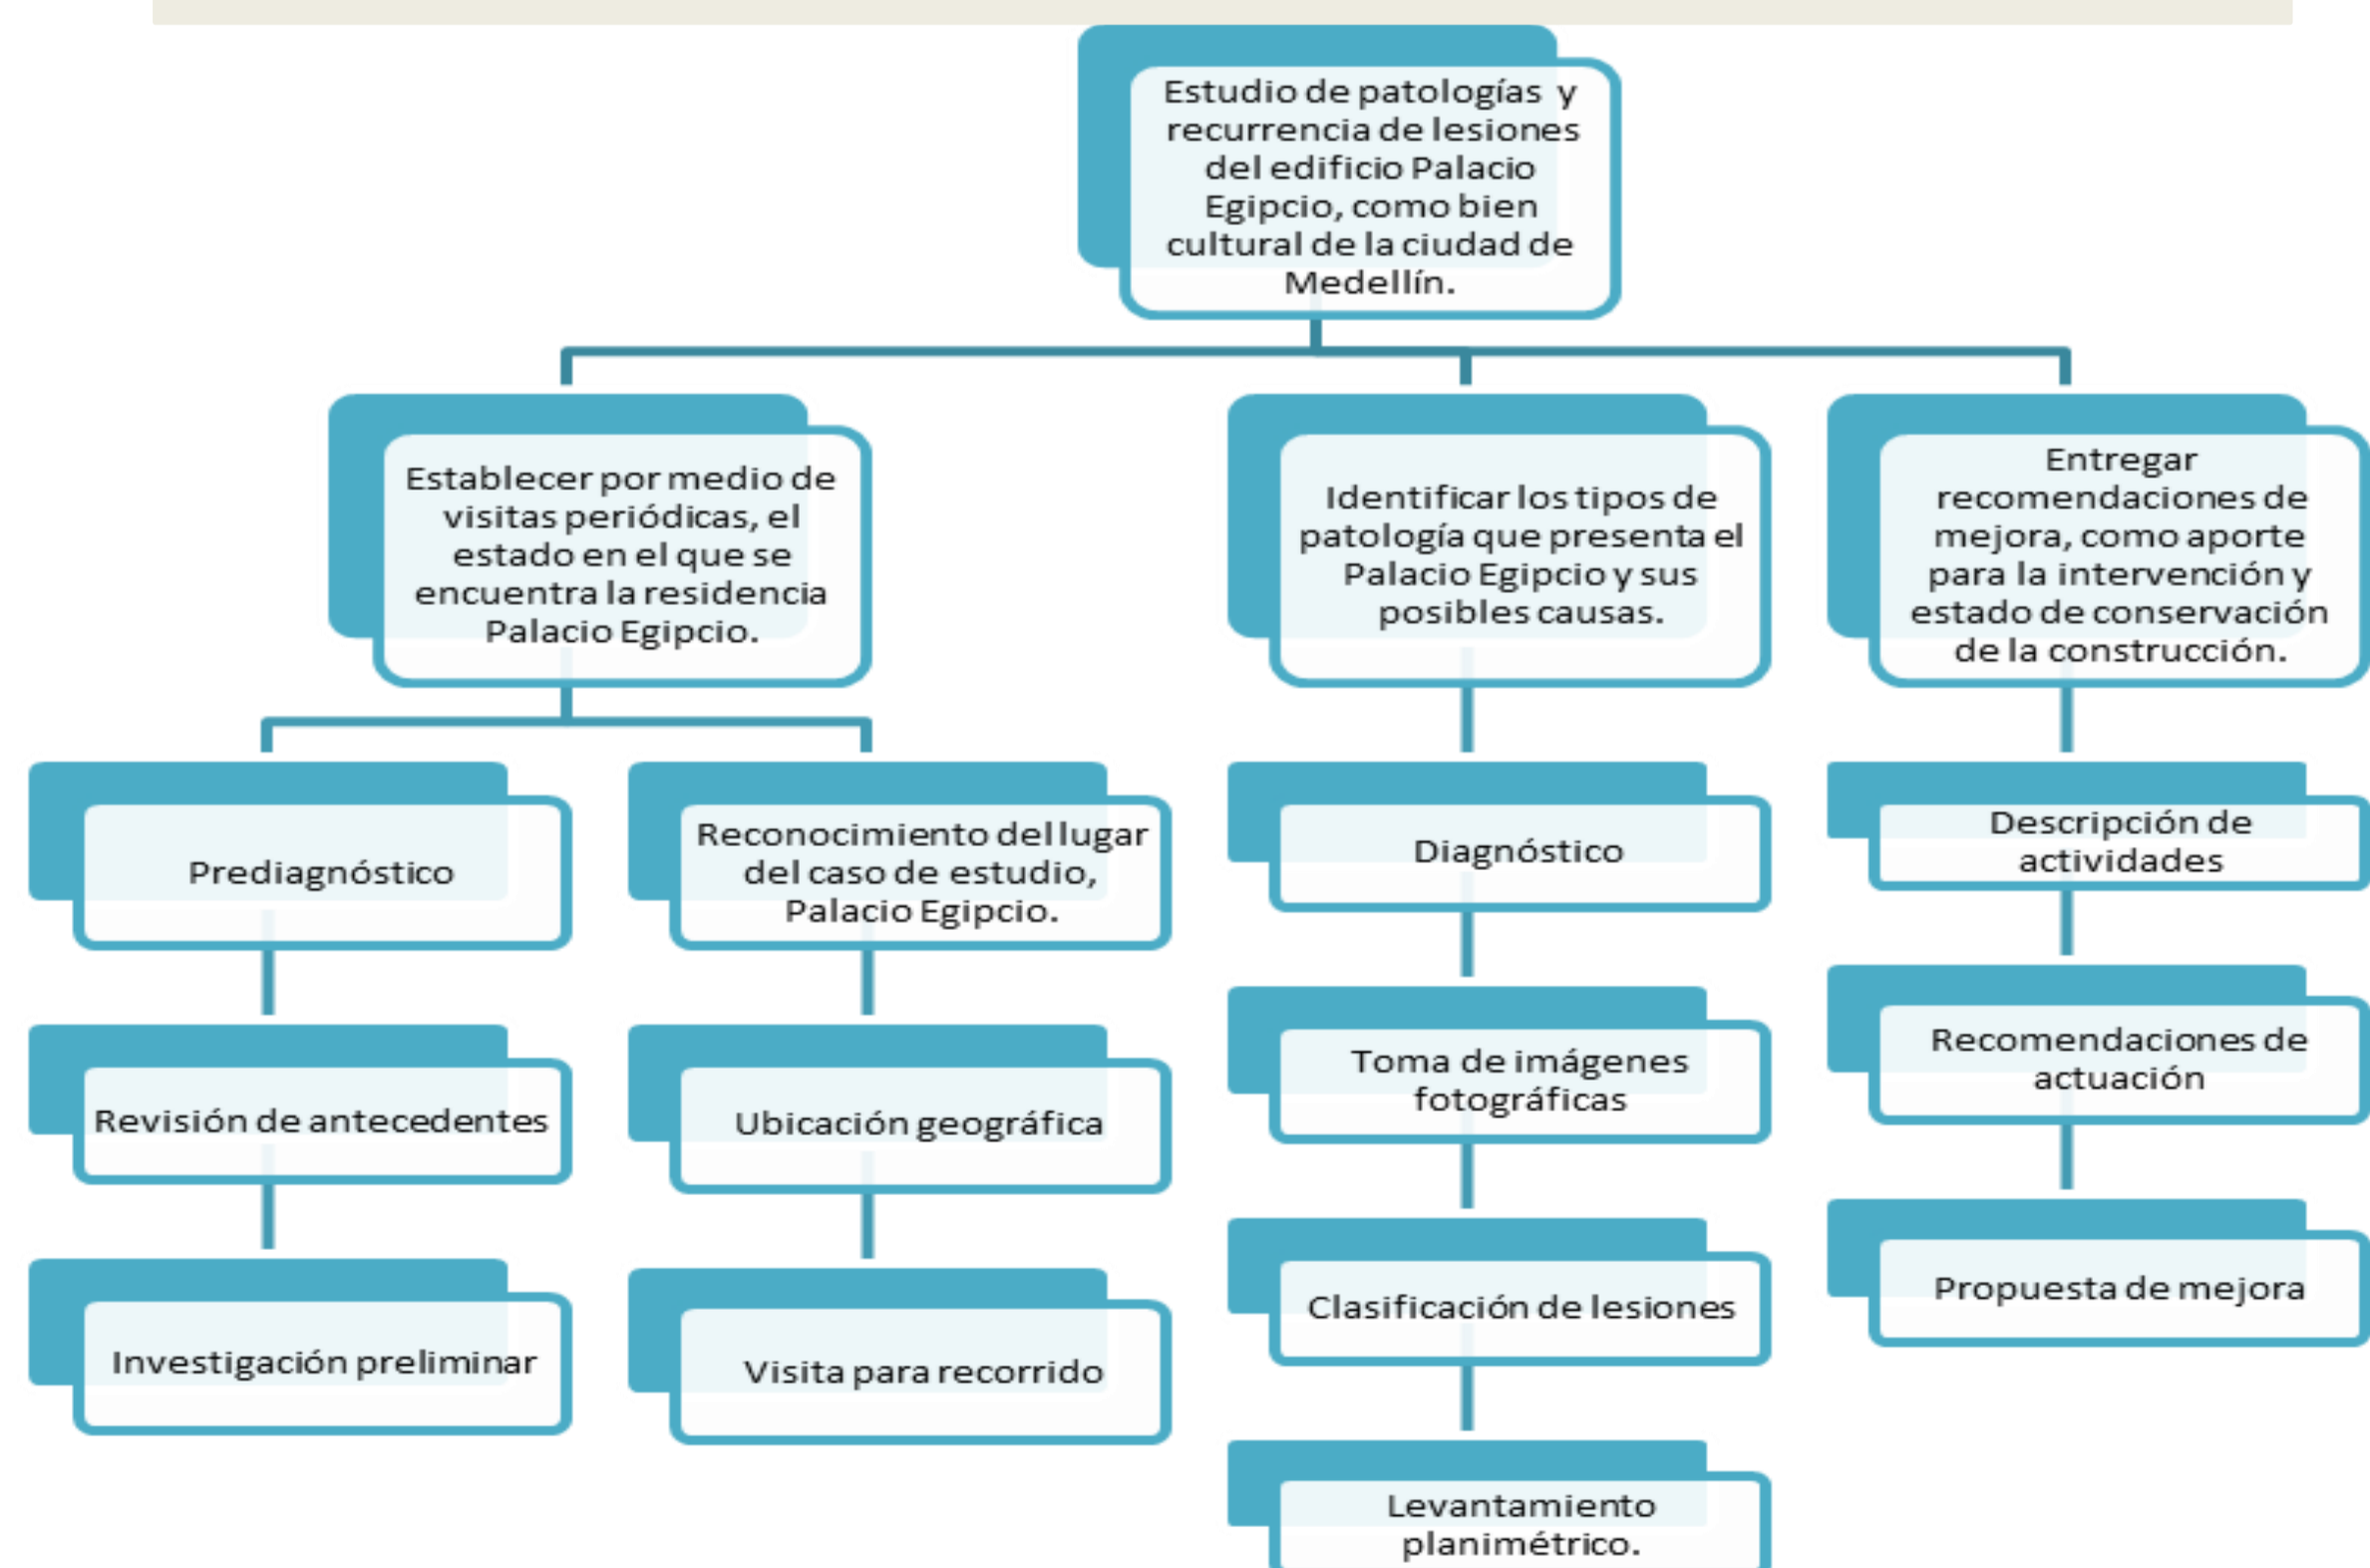 Estudio de patologías y
recurrencia de lesiones
del edificio Palacio
Egipcio, como bien
cultural de la ciudad de
Medellín.
Establecer por medio de
visitas periódicas, el
estado en el que se
encuentra la residencia
Palacio Egipcio.
Identificar los tipos de
patología que presenta el
Palacio Egipcio y sus
posibles causas.
Entregar
recomendaciones de
mejora, como aporte
para la intervención y
estado de conservación
de la construcción.
Prediagnóstico
Reconocimiento del lugar
del caso de estudio,
Palacio Egipcio.
Diagnóstico
Descripción de
actividades
Revisión de antecedentes
Ubicación geográfica
Toma de imágenes
fotográficas
Recomendaciones de
actuación
Investigación preliminar
Visita para recorrido
Clasificación de lesiones
Propuesta de mejora
Levantamiento
planimétrico.